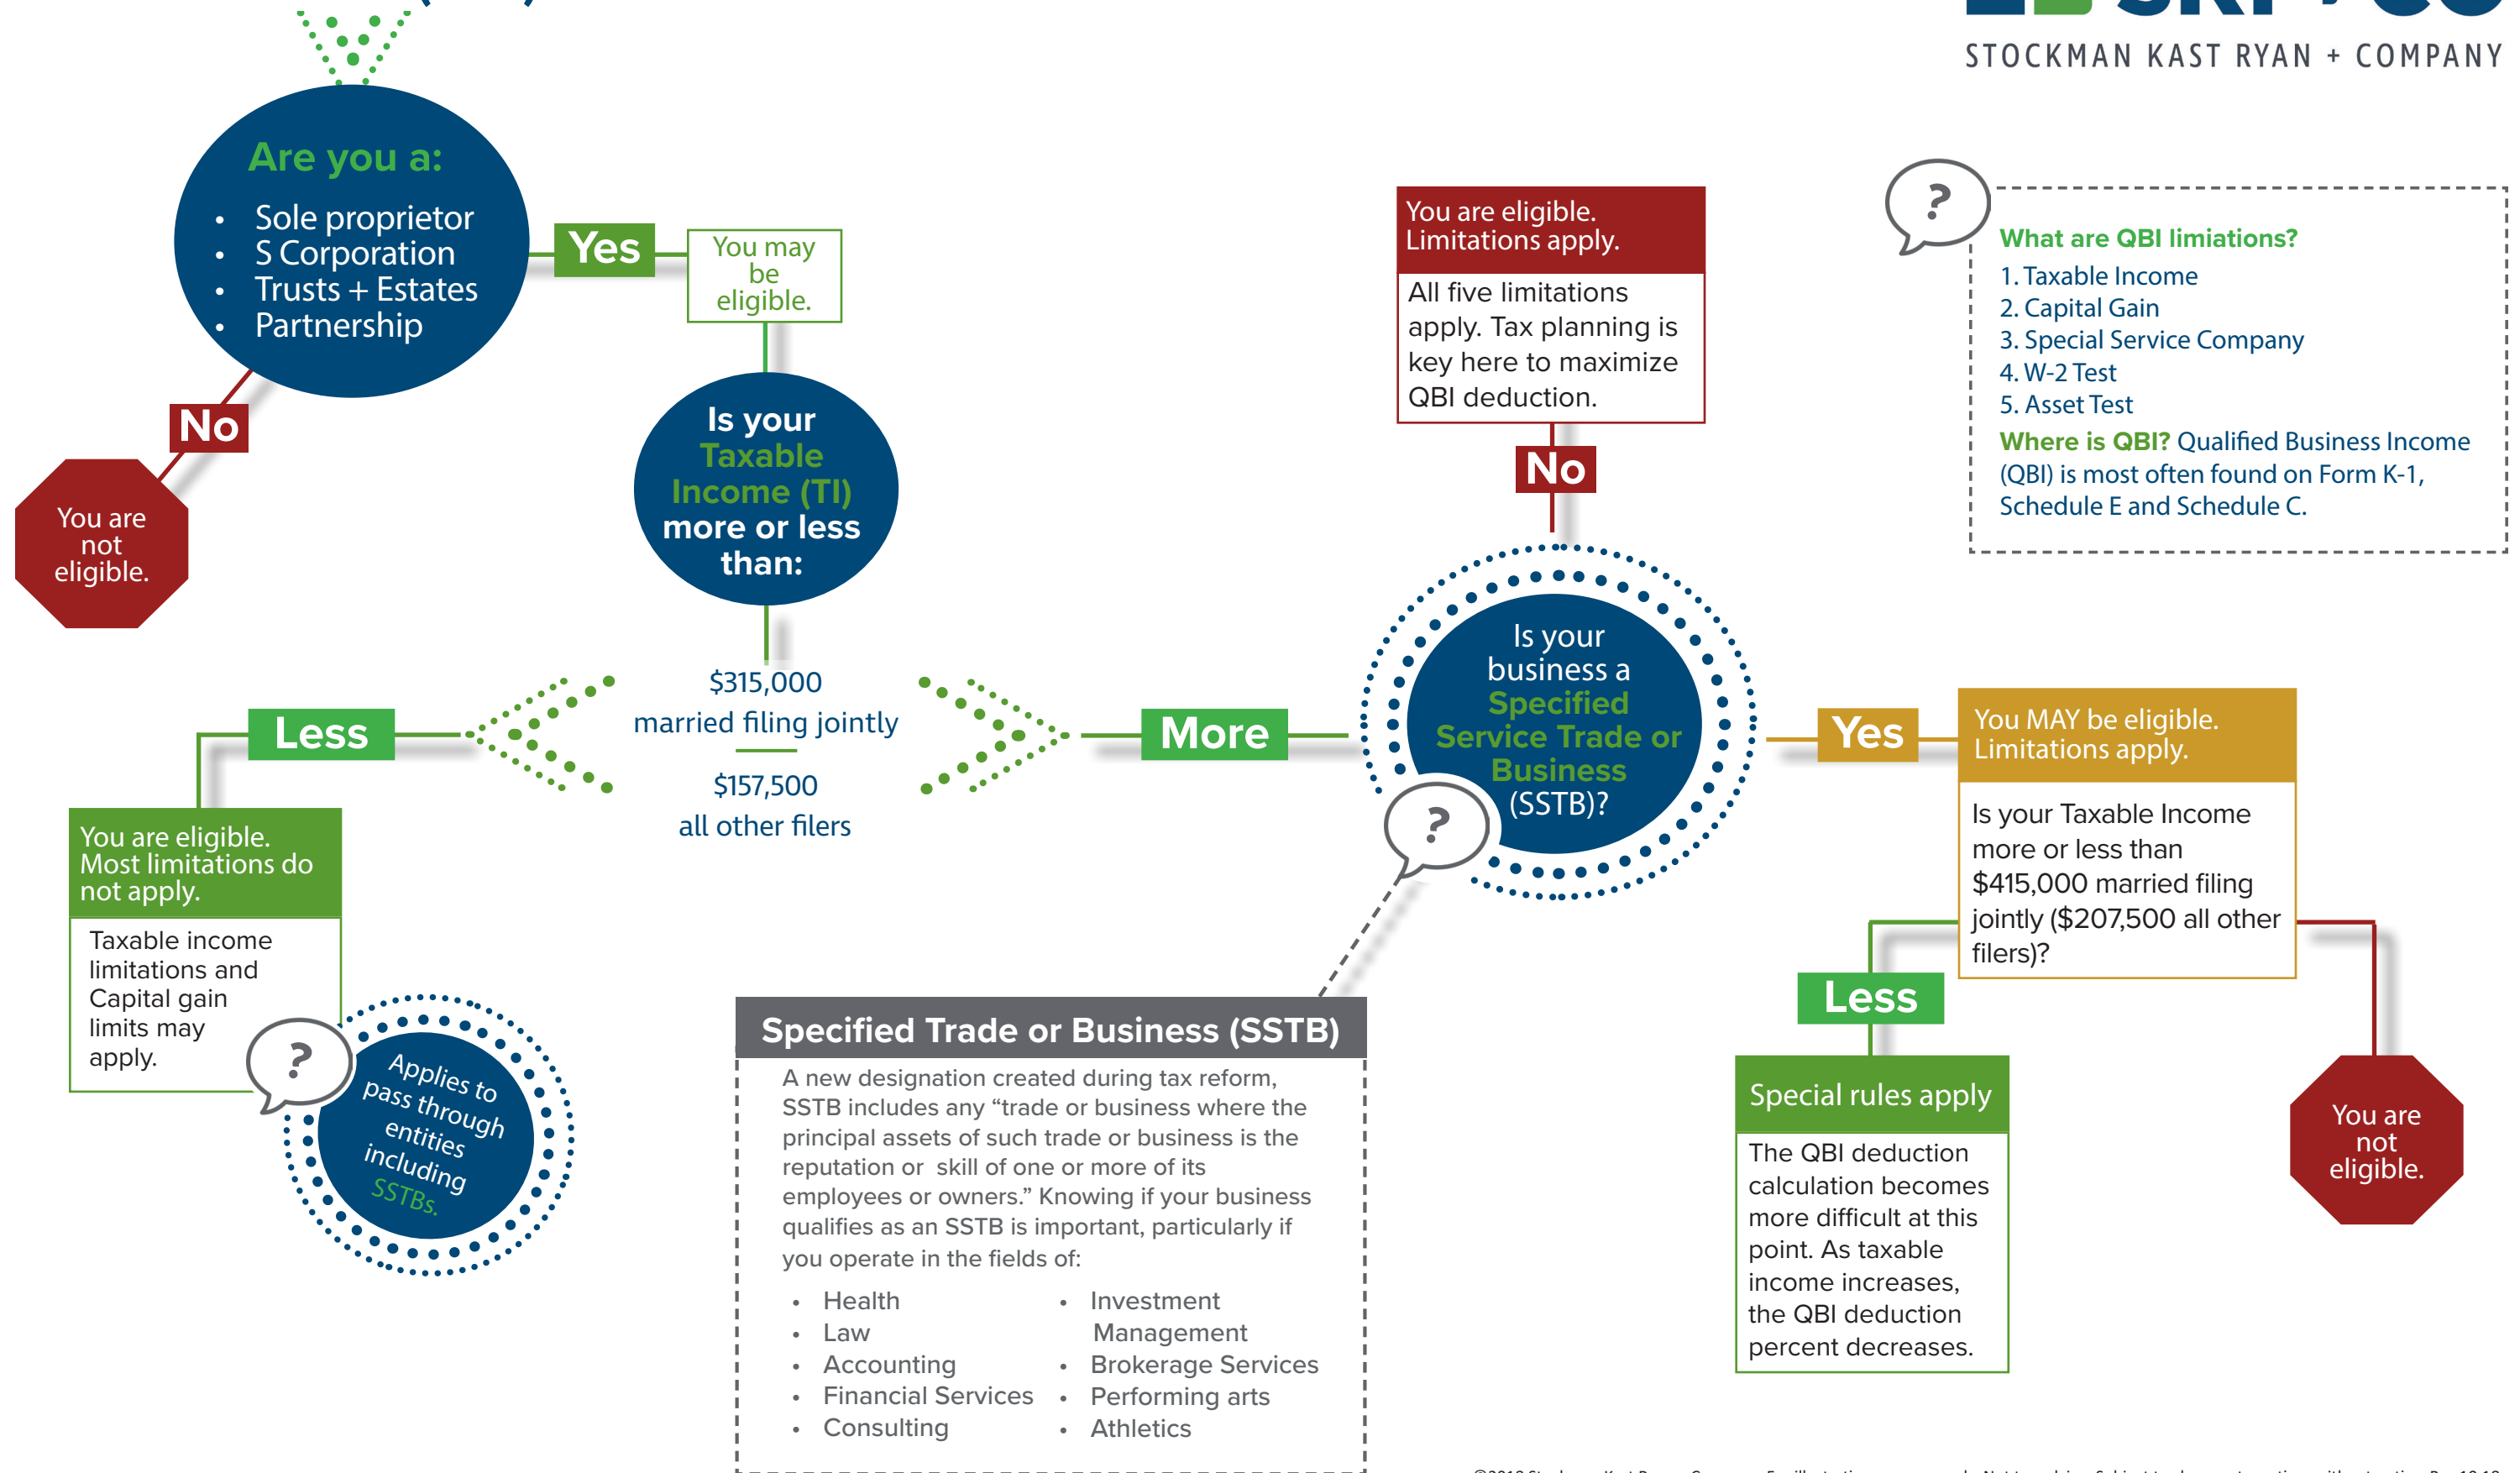 STOCKMAN KAST RYAN + COMPANY
Are you a:
• Sole proprietor
• S Corporation
• Trusts + Estates
• Partnership
Yes
You may
be
eligible.
No
You are
not
eligible.
Is your
Taxable
Income (TI)
more or less
than:
$315,000
married filing jointly
$157,500
all other filers
Less
You are eligible.
Most limitations do
not apply.
Taxable income
limitations and
Capital gain
limits may
apply.
?
Applies to
pass through
entities
including
SSTBs.
More
Is your
business a
Specified
Service Trade or
Business
(SSTB)?
?
No
You are eligible.
Limitations apply.
All five limitations
apply. Tax planning is
key here to maximize
QBI deduction.
?
What are QBI limiations?
1. Taxable Income
2. Capital Gain
3. Special Service Company
4. W-2 Test
5. Asset Test
Where is QBI? Qualified Business Income
(QBI) is most often found on Form K-1,
Schedule E and Schedule C.
Yes
You MAY be eligible.
Limitations apply.
Is your Taxable Income
more or less than
$415,000 married filing
jointly ($207,500 all other
filers)?
Less
Special rules apply
The QBI deduction
calculation becomes
more difficult at this
point. As taxable
income increases,
the QBI deduction
percent decreases.
You are
not
eligible.
Specified Trade or Business (SSTB)
A new designation created during tax reform,
SSTB includes any “trade or business where the
principal assets of such trade or business is the
reputation or skill of one or more of its
employees or owners.” Knowing if your business
qualifies as an SSTB is important, particularly if
you operate in the fields of:
• Health
• Law
• Accounting
• Financial Services
• Consulting
• Investment
Management
• Brokerage Services
• Performing arts
• Athletics